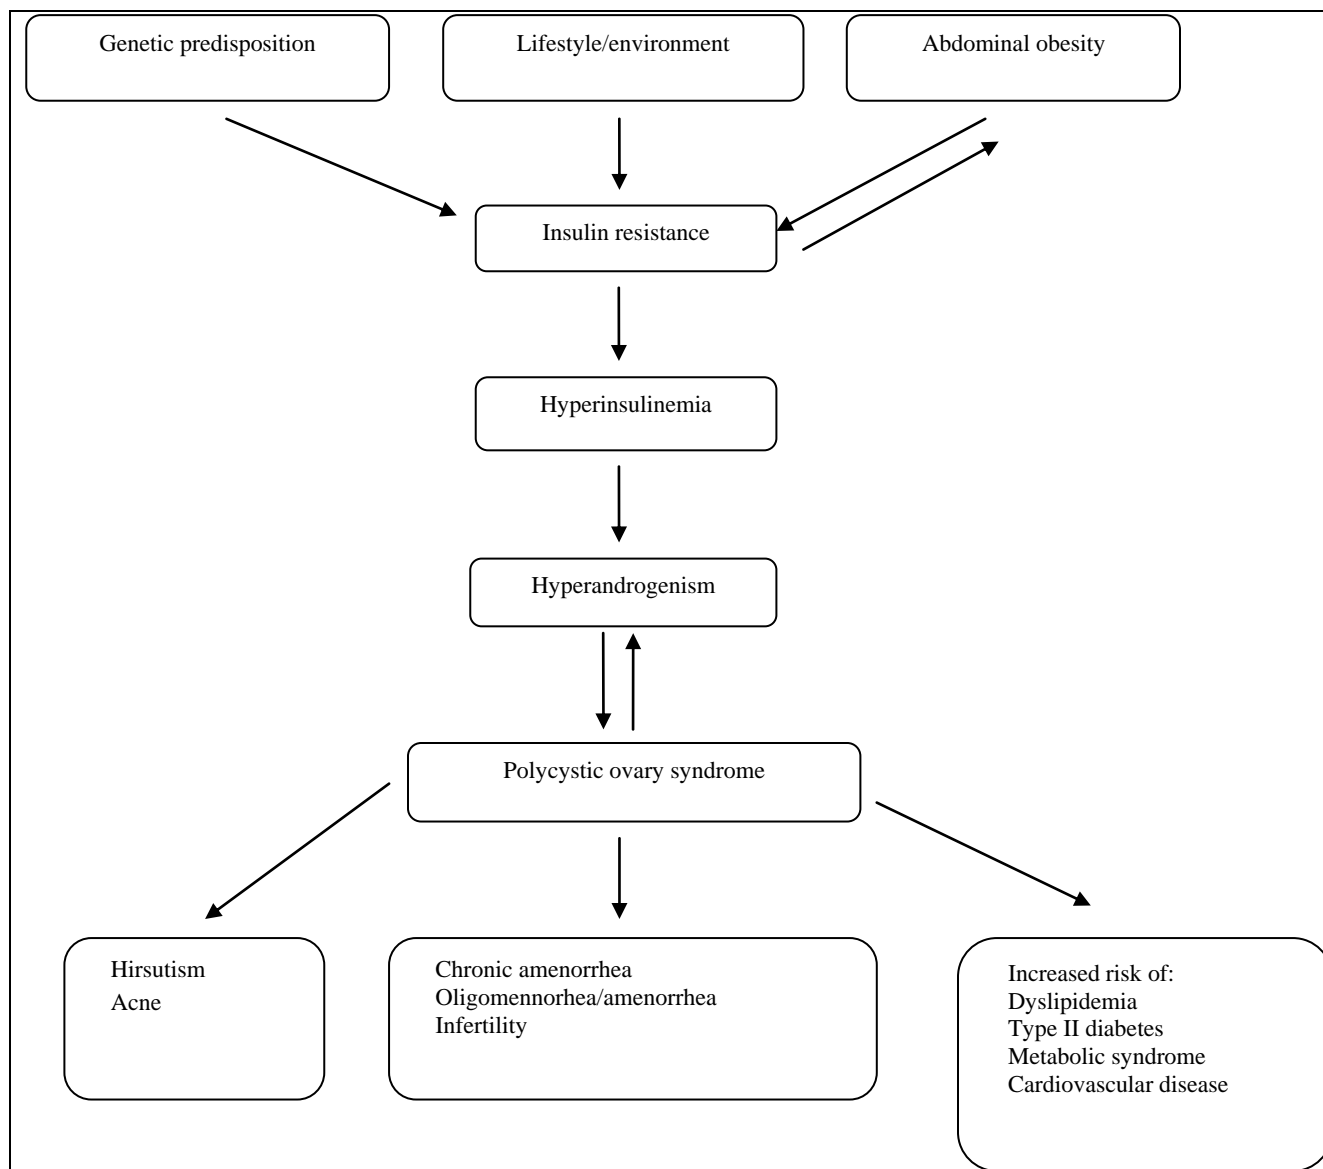 Genetic predisposition
Lifestyle/environment
Abdominal obesity
Insulin resistance
Hyperinsulinemia
Hyperandrogenism
Polycystic ovary syndrome
Hirsutism
Acne
Chronic amenorrhea
Oligomennorhea/amenorrhea
Infertility
Increased risk of:
Dyslipidemia
Type II diabetes
Metabolic syndrome
Cardiovascular disease